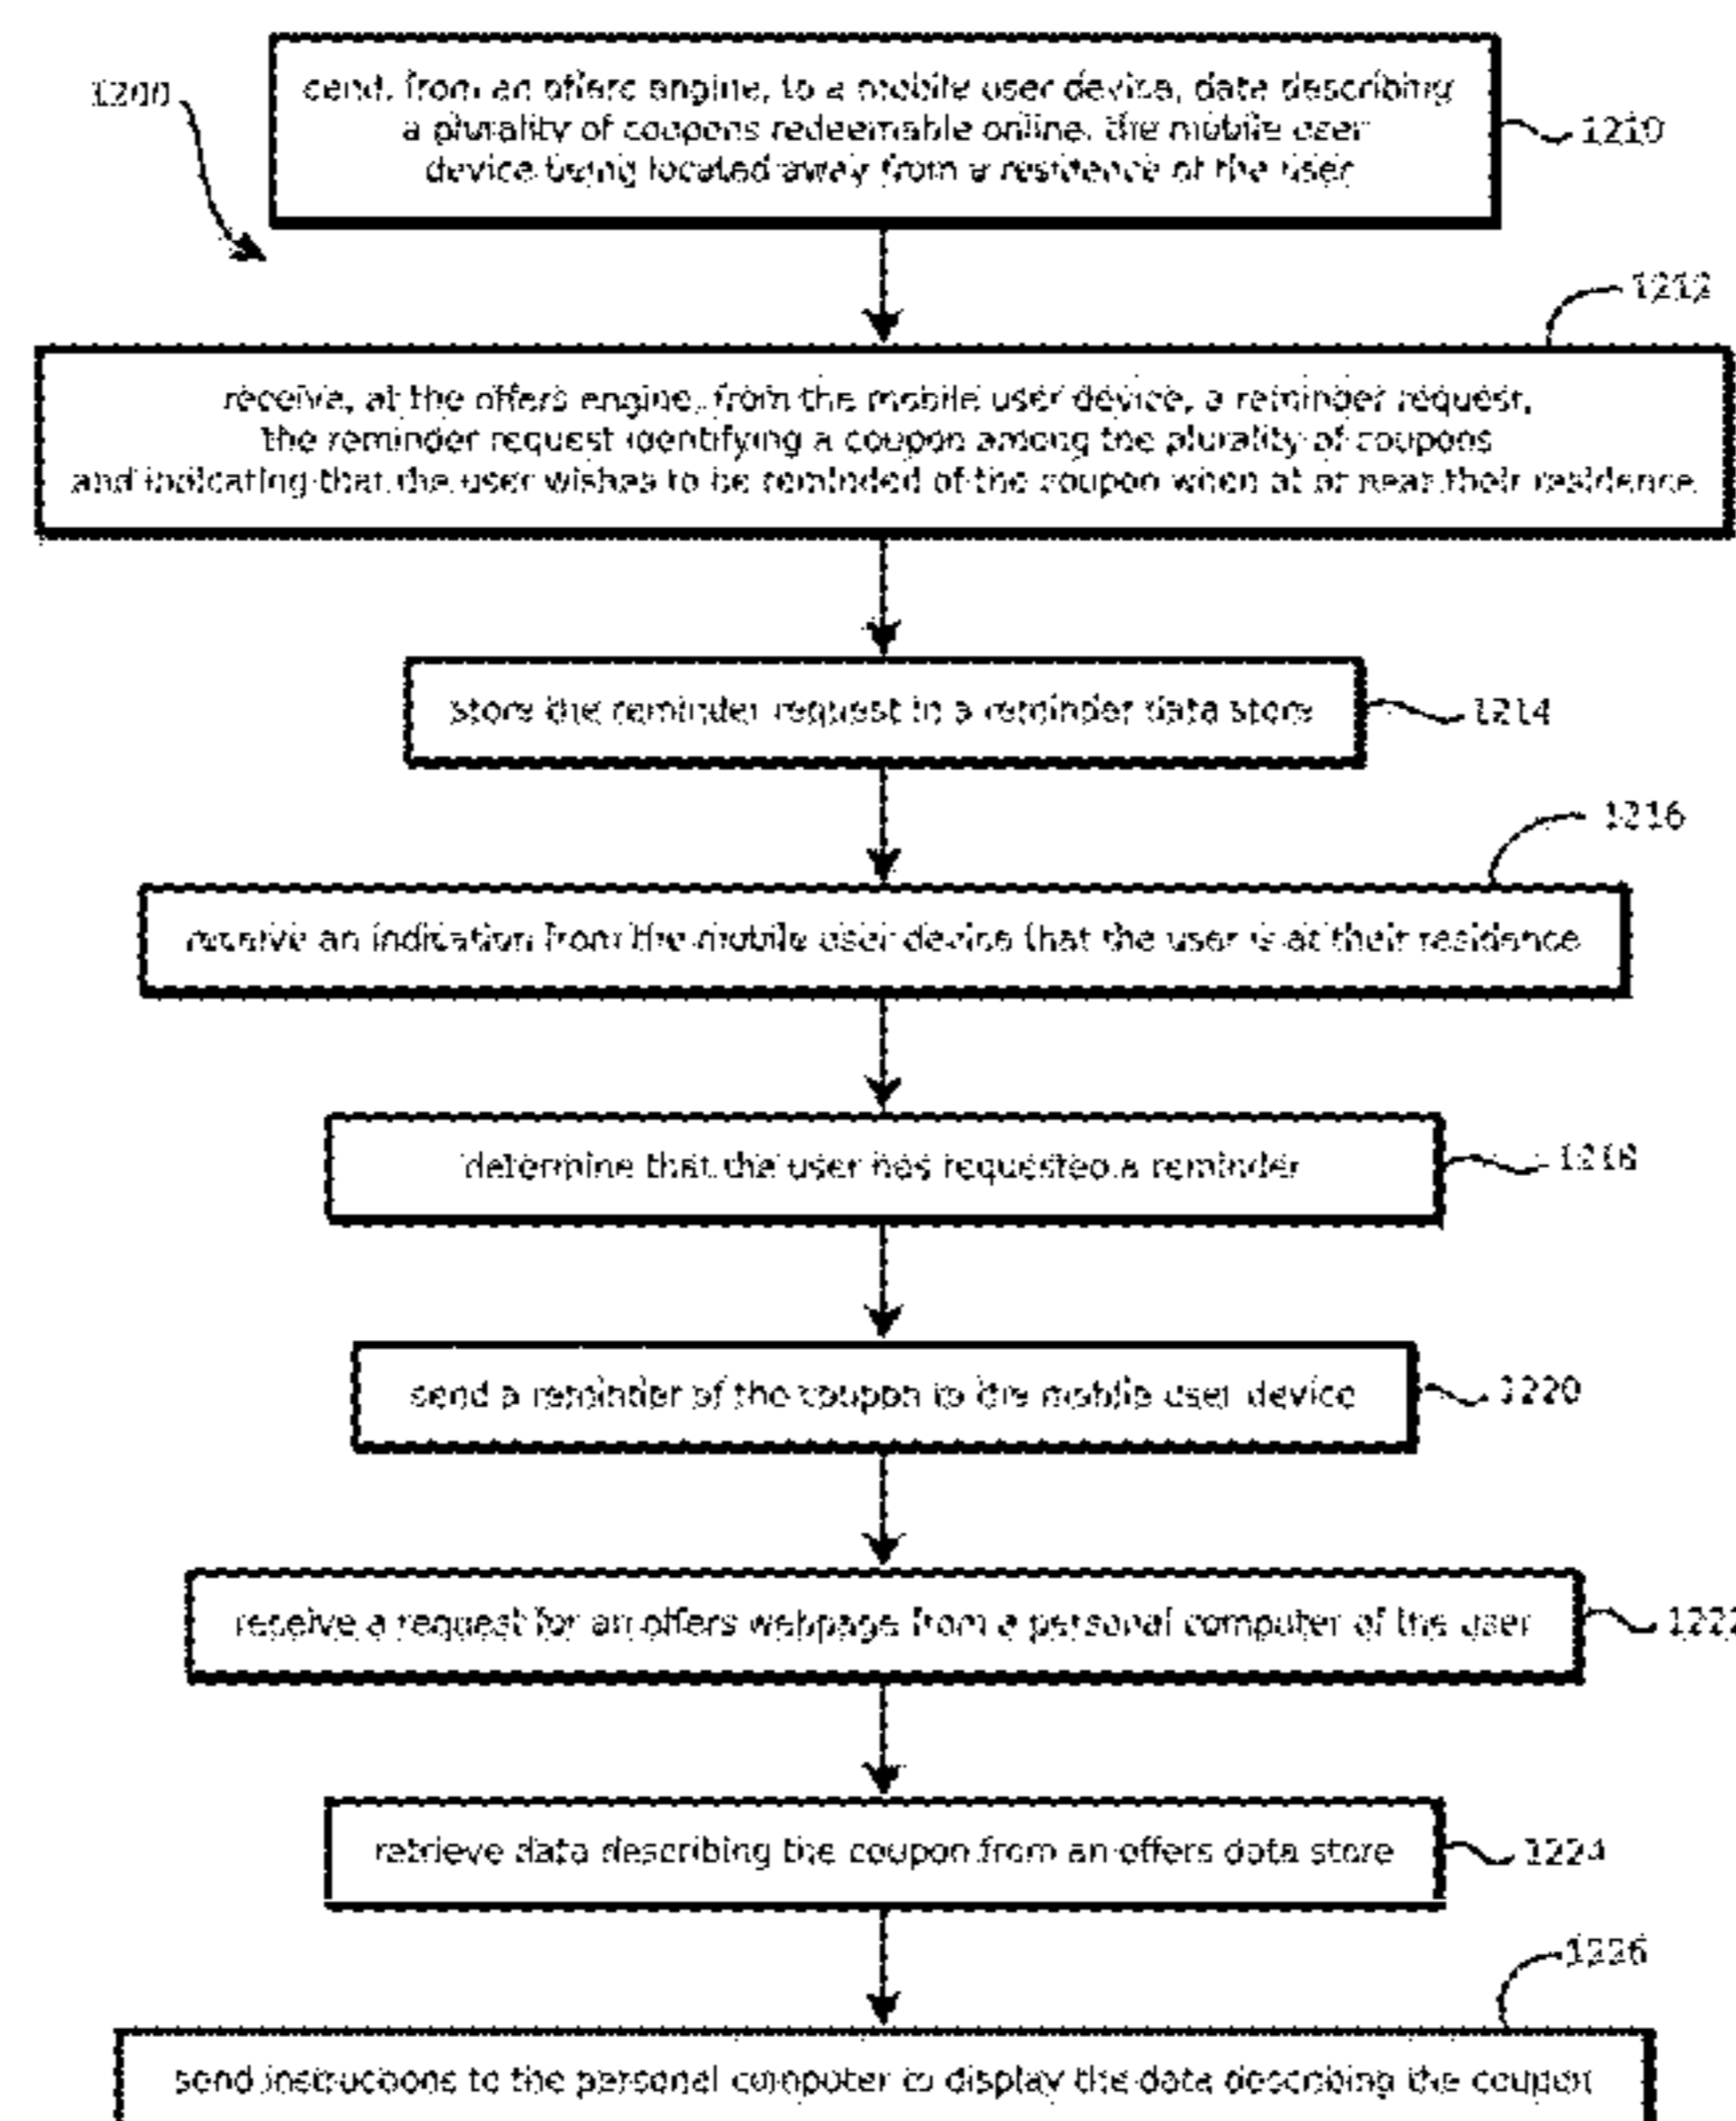 1200
send, from an offers engine, to a mobile user device, data describing
a plurality of coupons redeemable online, the mobile user
device being located away from a residence of the user
1210
1212
receive, at the offers engine, from the mobile user device, a reminder request,
the reminder request identifying a coupon among the plurality of coupons
and indicating that the user wishes to be reminded of the coupon when at or near their residence
store the reminder request in a reminder data store
1214
1216
receive an indication from the mobile user device that the user is at their residence
determine that the user has requested a reminder
1218
send a reminder of the coupon to the mobile user device
1220
receive a request for an offers webpage from a personal computer of the user
1222
retrieve data describing the coupon from an offers data store
1224
1226
send instructions to the personal computer to display the data describing the coupon